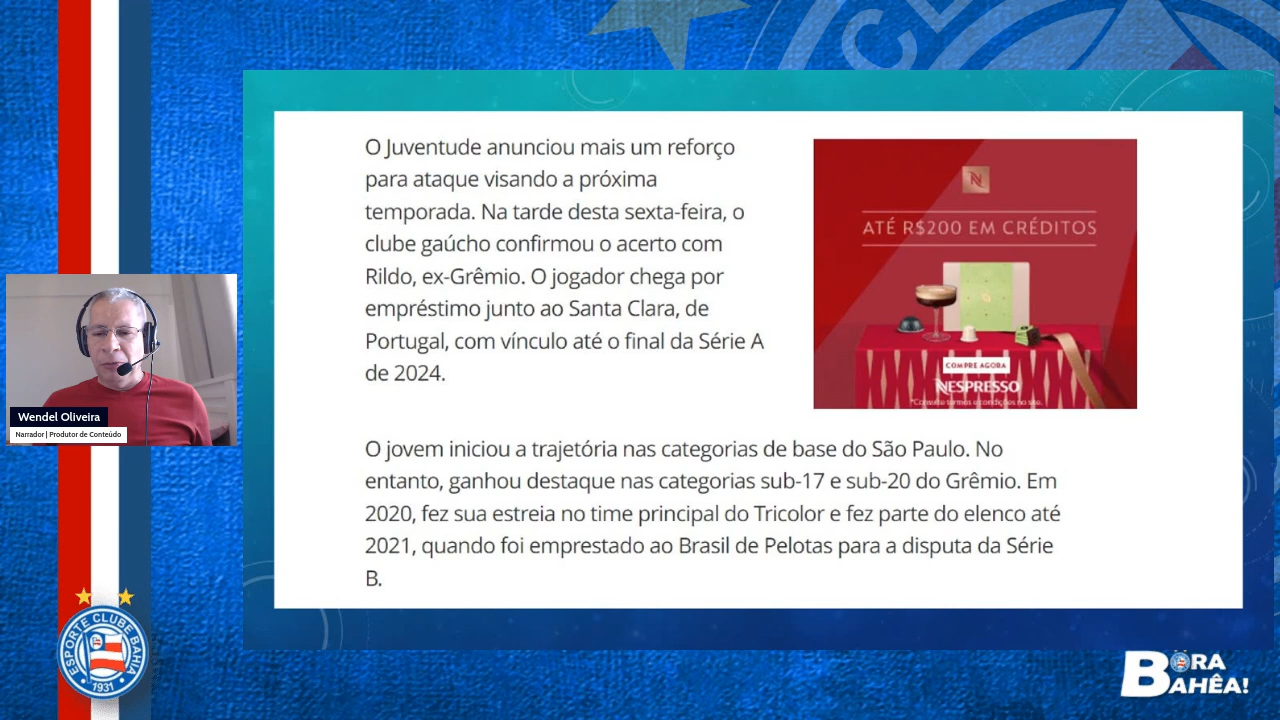 O Juventude anunciou mais um reforço
para ataque visando a próxima
temporada. Na tarde desta sexta-feira, o
clube gaúcho confirmou o acerto com
Rildo, ex-Grêmio. O jogador chega por
empréstimo junto ao Santa Clara, de
Portugal, com vínculo até o final da Série A
de 2024.
ATÉ R$200 EM CRÉDITOS
COMPRE AGORA
NESPRESSO
*Consulte termos e condições no site.
O jovem iniciou a trajetória nas categorias de base do São Paulo. No
entanto, ganhou destaque nas categorias sub-17 e sub-20 do Grêmio. Em
2020, fez sua estreia no time principal do Tricolor e fez parte do elenco até
2021, quando foi emprestado ao Brasil de Pelotas para a disputa da Série
B.
Wendel Oliveira
Narrador | Produtor de Conteúdo
ESPORTE CLUBE BAHIA
1931
BORA
BAHÊA!